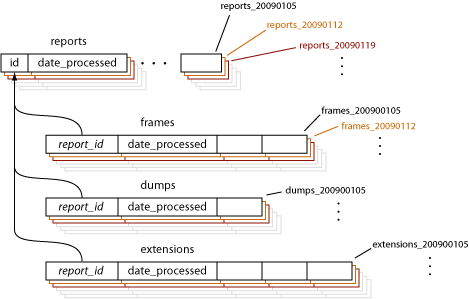 reports_20090105
reports_20090112
reports
reports_20090119
id date_processed
frames_200900105
frames
frames_20090112
report_id date_processed
dumps
dumps_200900105
report_id date_processed
extensions_200900105
extensions
report_id date_processed